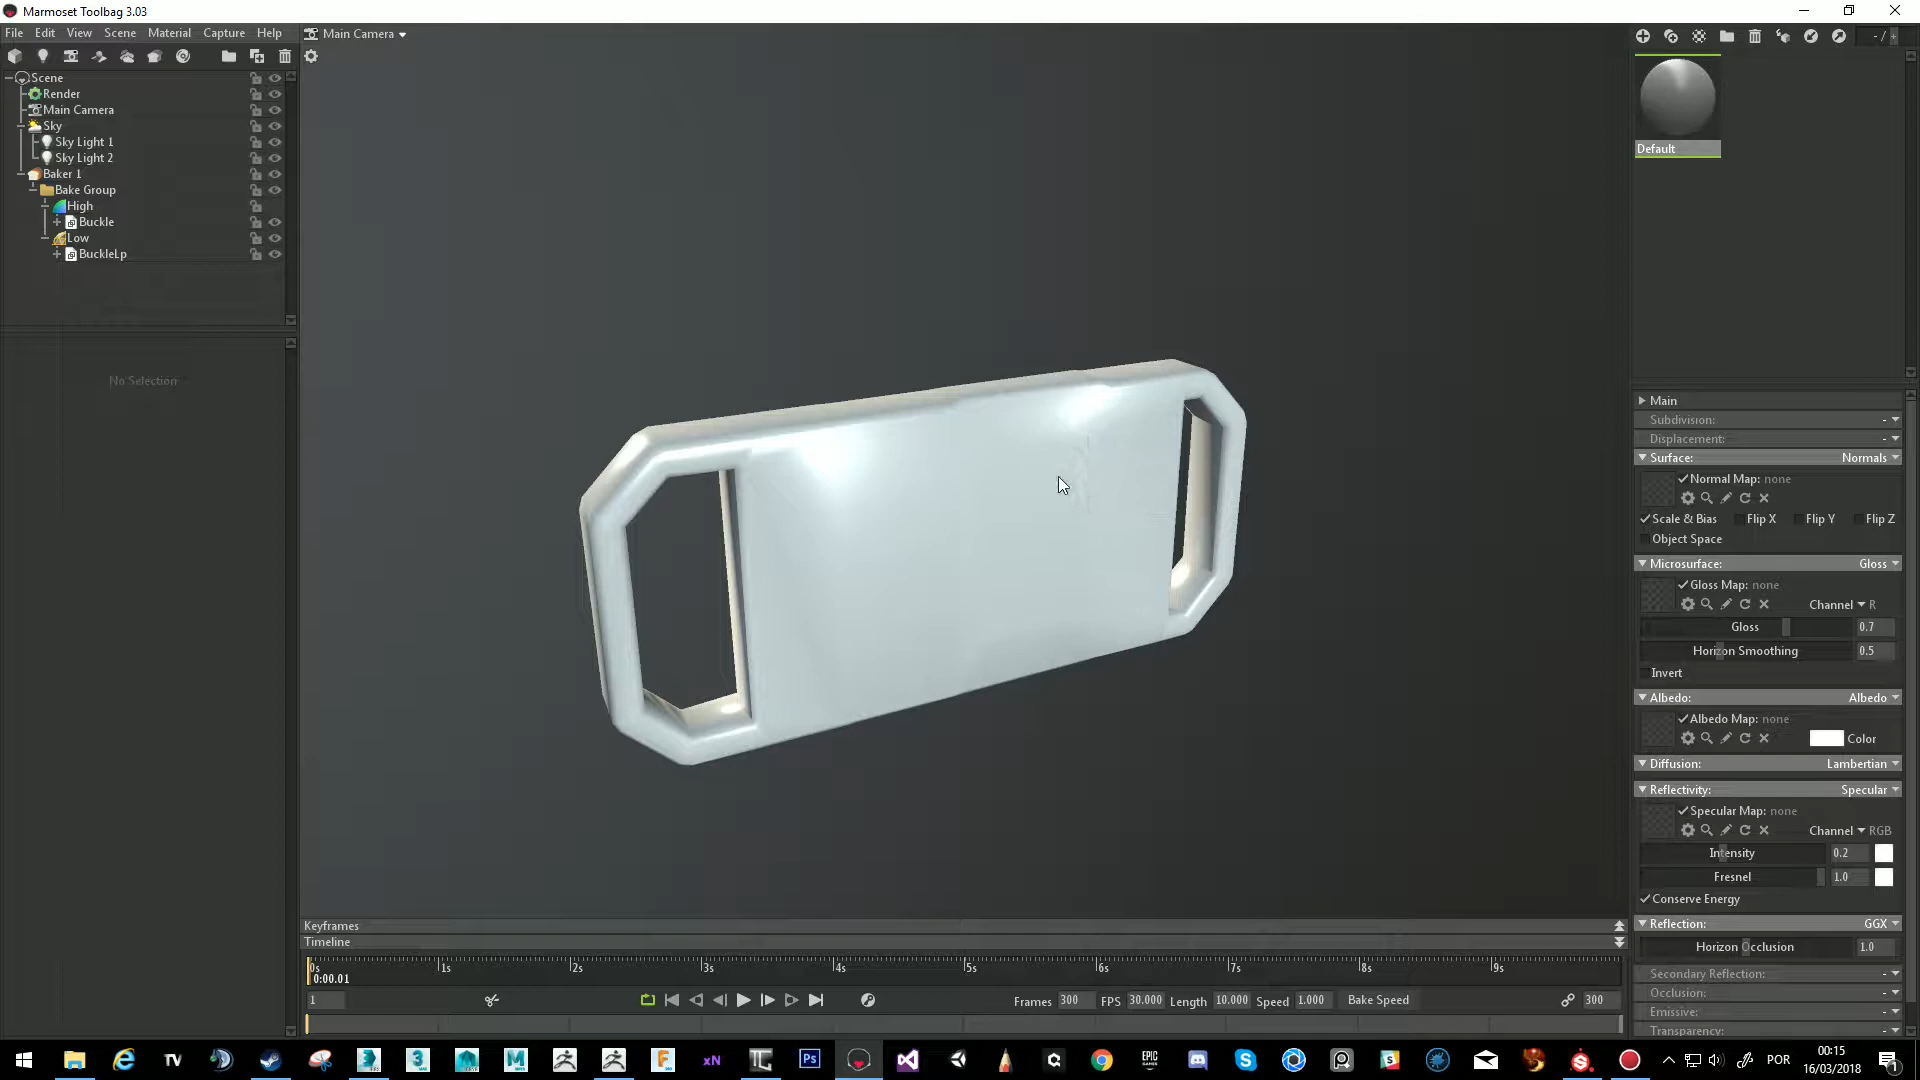 Marmoset Toolbag 3.03
File Edit View Scene Material Capture Help
Main Camera
- / +
Scene
Render
Main Camera
Sky
Sky Light 1
Sky Light 2
Baker 1
Bake Group
High
Buckle
Low
BuckleLp
No Selection
Default
Main
Subdivision: -
Displacement: -
Surface: Normals
Normal Map: none
Scale & Bias Flip X Flip Y Flip Z
Object Space
Microsurface: Gloss
Gloss Map: none
Channel R
Gloss 0.7
Horizon Smoothing 0.5
Invert
Albedo: Albedo
Albedo Map: none
Color
Diffusion: Lambertian
Reflectivity: Specular
Specular Map: none
Channel RGB
Intensity 0.2
Fresnel 1.0
Conserve Energy
Reflection: GGX
Horizon Occlusion 1.0
Secondary Reflection: -
Occlusion: -
Emissive: -
Transparency: -
Keyframes
Timeline
0s 1s 2s 3s 4s 5s 6s 7s 8s 9s
0:00.01
1 Frames 300 FPS 30.000 Length 10.000 Speed 1.000 Bake Speed 300
TV 3 M F xN Ps EPIC GAMES POR
00:15
16/03/2018
1